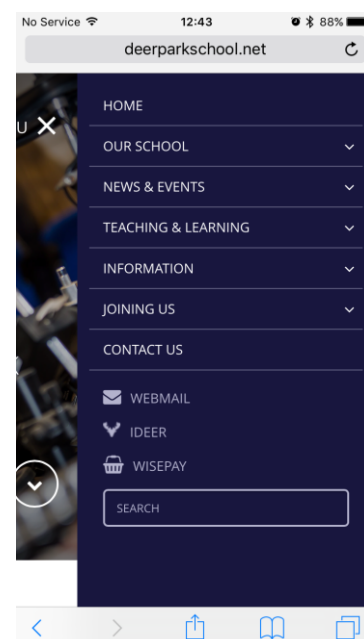 No Service 12:43 88%
deerparkschool.net
HOME
U
OUR SCHOOL
NEWS & EVENTS
TEACHING & LEARNING
INFORMATION
JOINING US
CONTACT US
WEBMAIL
IDEER
WISEPAY
SEARCH